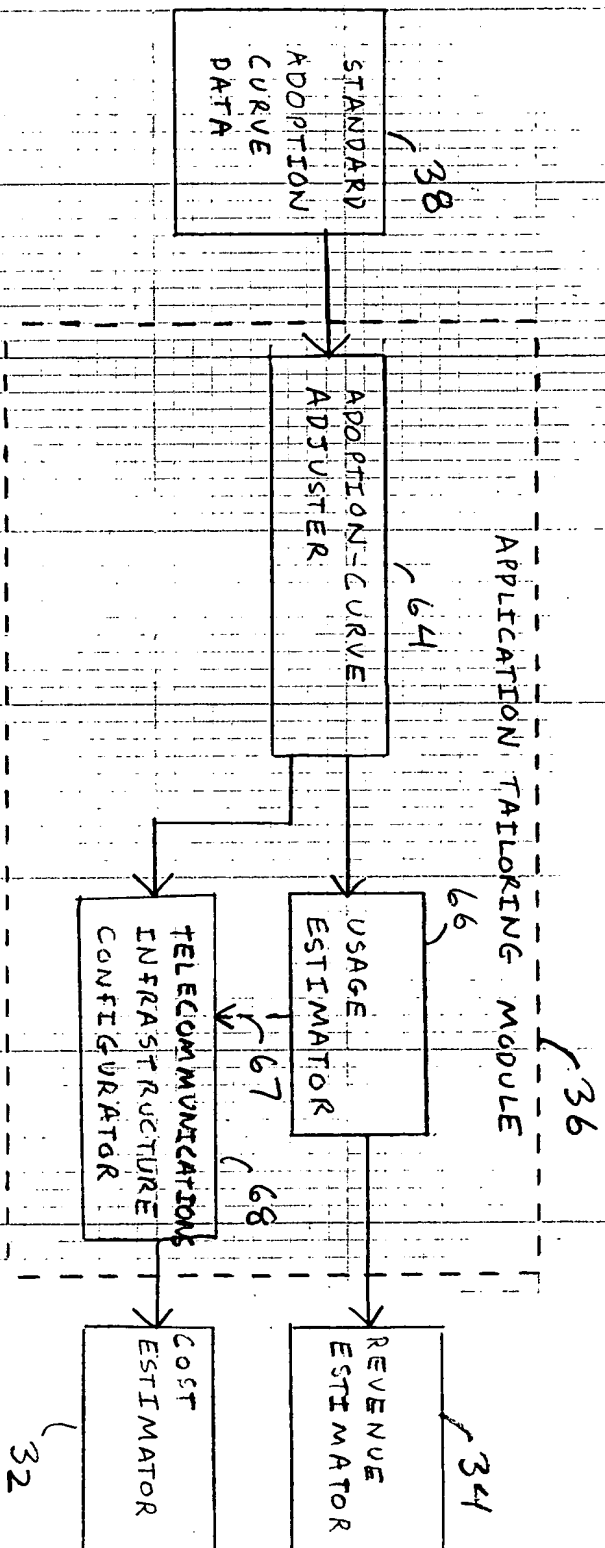 36
APPLICATION TAILORING MODULE
38
STANDARD
ADOPTION
CURVE
DATA
64
ADOPTION-CURVE
ADJUSTER
66
USAGE
ESTIMATOR
67
68
TELECOMMUNICATIONS
INFRASTRUCTURE
CONFIGURATOR
34
REVENUE
ESTIMATOR
COST
ESTIMATOR
32